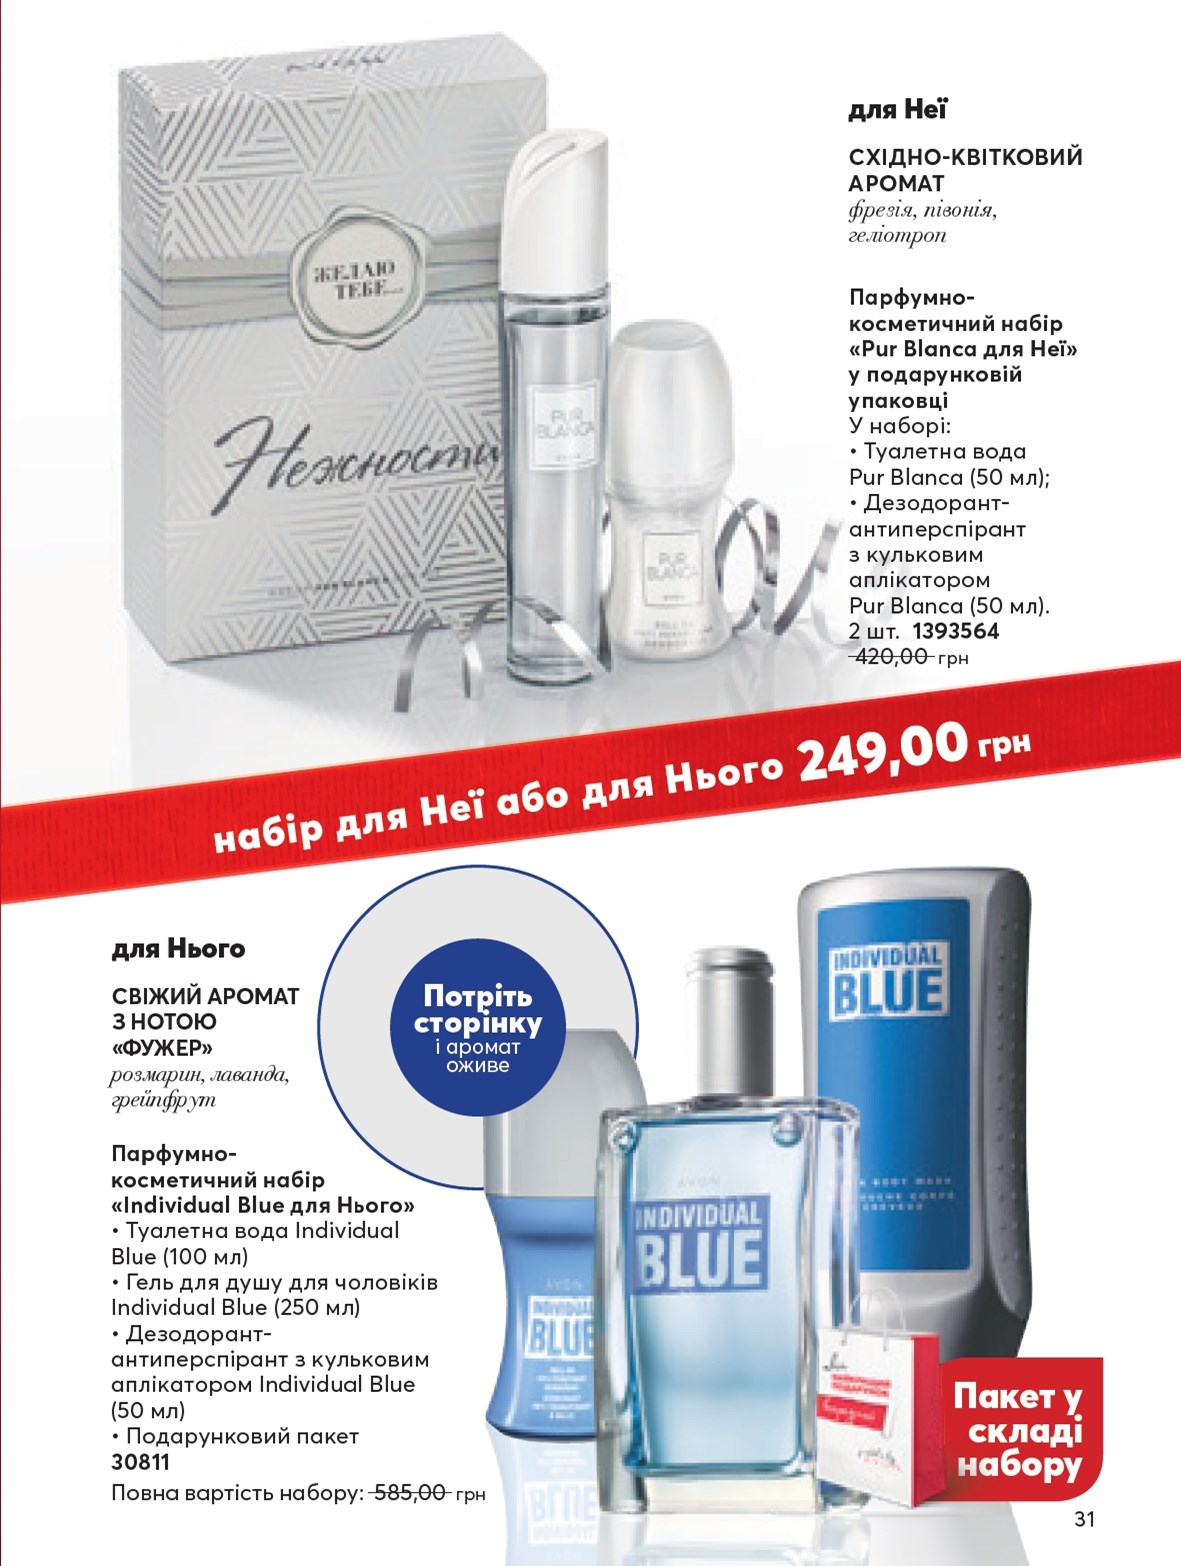 для Неї
СХІДНО-КВІТКОВИЙ
АРОМАТ
фрезія, півонія,
геліотроп
Парфумно-
косметичний набір
«Pur Blanca для Неї»
у подарунковій
упаковці
У наборі:
• Туалетна вода
Pur Blanca (50 мл);
• Дезодорант-
антиперспірант
з кульковим
аплікатором
Pur Blanca (50 мл).
2 шт. 1393564
420,00 грн
ЖЕЛАЮ
ТЕБЕ...
Нежности
PUR
BLANCA
PUR
BLANCA
набір для Неї або для Нього 249,00 грн
для Нього
СВІЖИЙ АРОМАТ
З НОТОЮ
«ФУЖЕР»
розмарин, лаванда,
грейпфрут
Потріть
сторінку
і аромат
оживе
Парфумно-
косметичний набір
«Individual Blue для Нього»
• Туалетна вода Individual
Blue (100 мл)
• Гель для душу для чоловіків
Individual Blue (250 мл)
• Дезодорант-
антиперспірант з кульковим
аплікатором Individual Blue
(50 мл)
• Подарунковий пакет
30811
Повна вартість набору: 585,00 грн
INDIVIDUAL
BLUE
AVON
INDIVIDUAL
BLUE
AVON
INDIVIDUAL
BLUE
BODY WASH
Пакет у
складі
набору
31